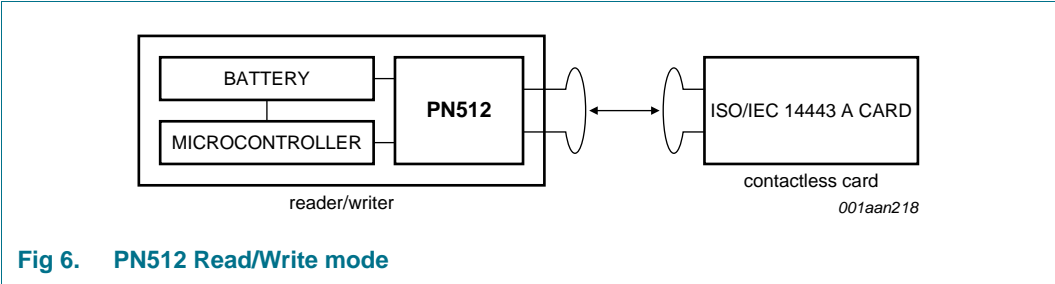 BATTERY
MICROCONTROLLER
PN512
ISO/IEC 14443 A CARD
reader/writer
contactless card
001aan218
Fig 6. PN512 Read/Write mode